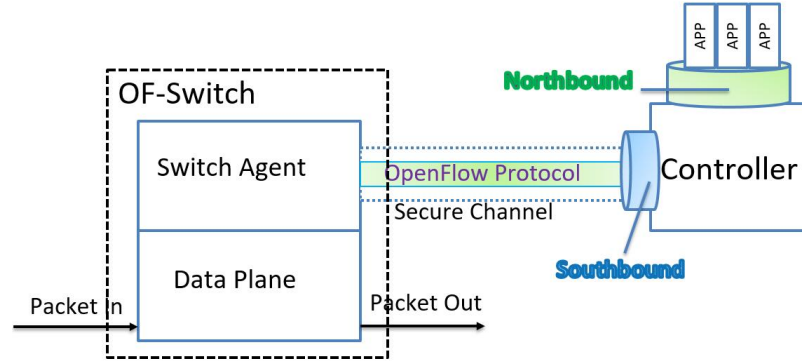 APP APP APP
Northbound
OF-Switch
Switch Agent
OpenFlow Protocol
Controller
Secure Channel
Southbound
Data Plane
Packet In
Packet Out